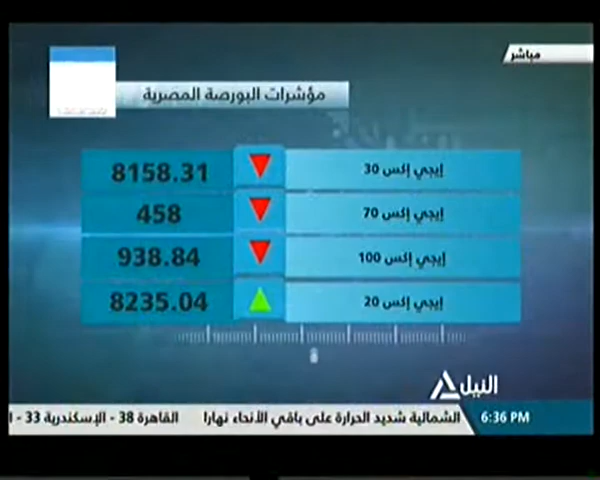 مباشر
مؤشرات البورصة المصرية
إيجي إكس 30 8158.31
إيجي إكس 70 458
إيجي إكس 100 938.84
إيجي إكس 20 8235.04
النيل
6:36 PM الشمالية شديد الحرارة على باقي الأنحاء نهارا القاهرة 38 - الإسكندرية 33 - ا